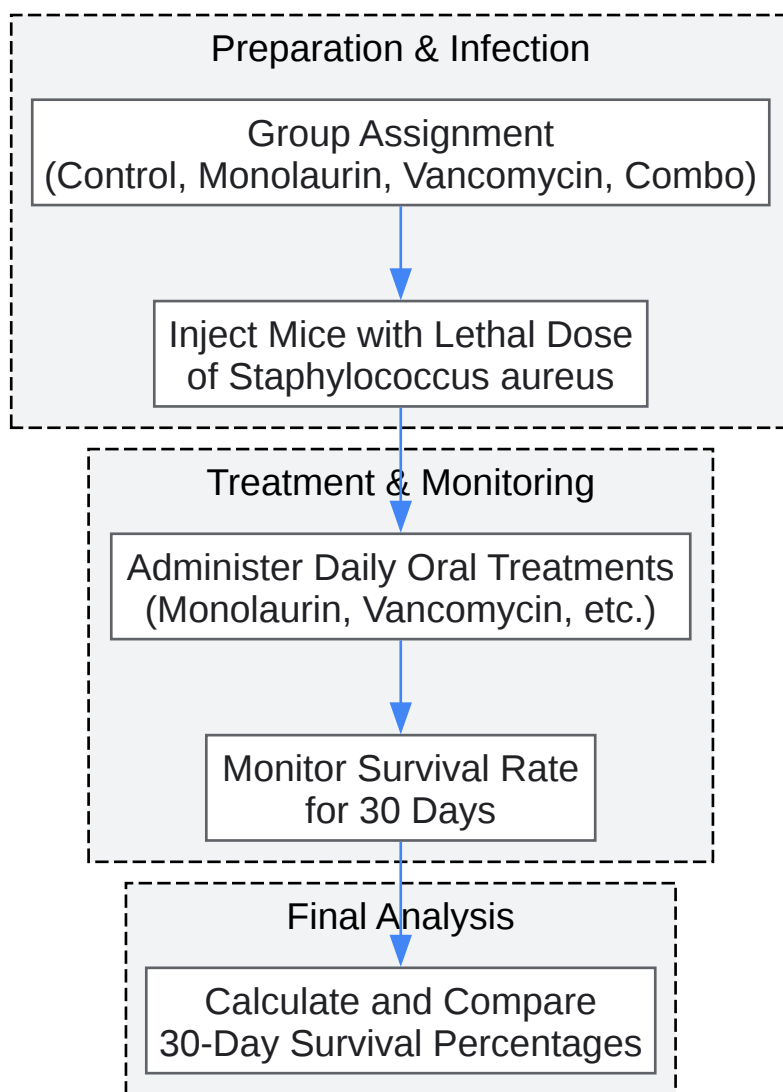 Preparation & Infection
Group Assignment
(Control, Monolaurin, Vancomycin, Combo)
Inject Mice with Lethal Dose
of Staphylococcus aureus
Treatment & Monitoring
Administer Daily Oral Treatments
(Monolaurin, Vancomycin, etc.)
Monitor Survival Rate
for 30 Days
Final Analysis
Calculate and Compare
30-Day Survival Percentages